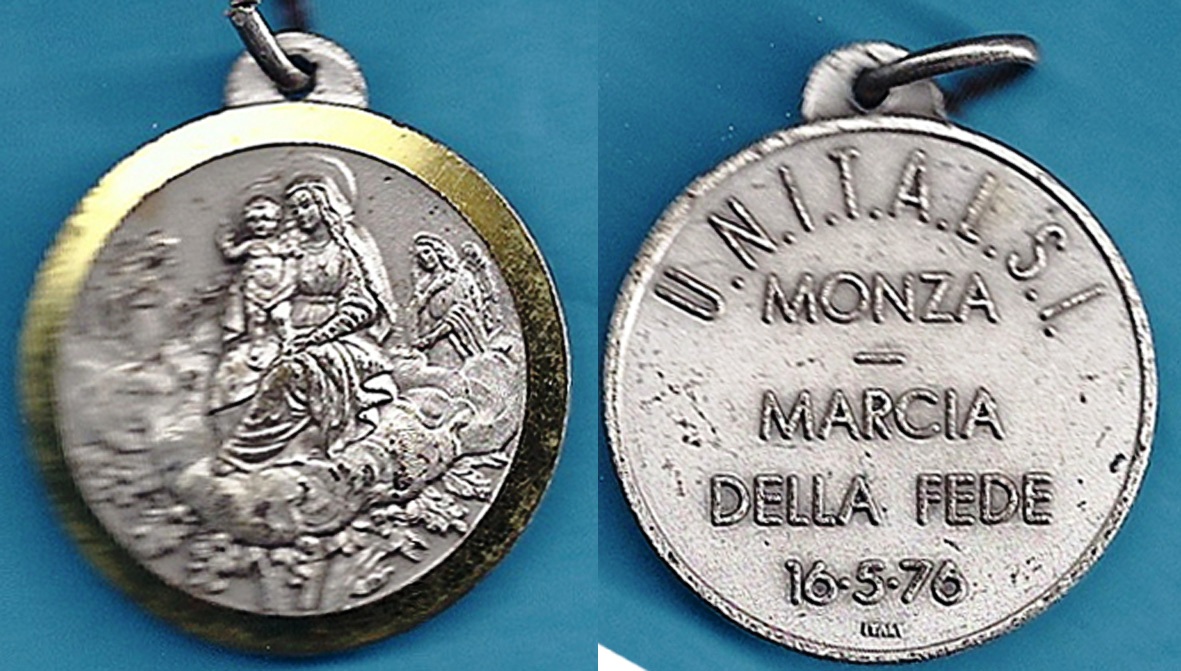 U.N.I.T.A.L.S.I.
MONZA
–
MARCIA
DELLA FEDE
16·5·76
ITALY